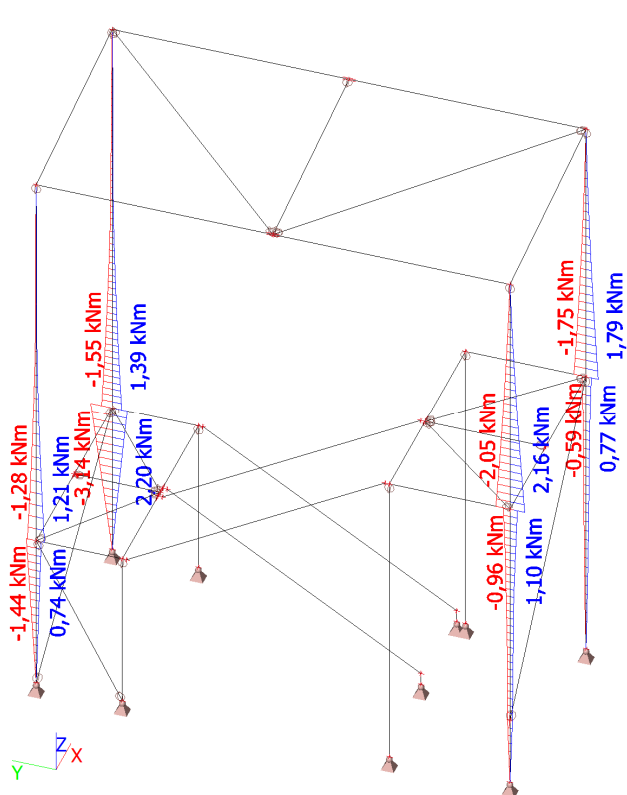 -1,55 kNm
1,39 kNm
-1,75 kNm
1,79 kNm
-1,28 kNm
1,21 kNm
-3,14 kNm
2,20 kNm
-2,05 kNm
2,16 kNm
-0,59 kNm
0,77 kNm
-1,44 kNm
0,74 kNm
-0,96 kNm
1,10 kNm
Z
X
Y